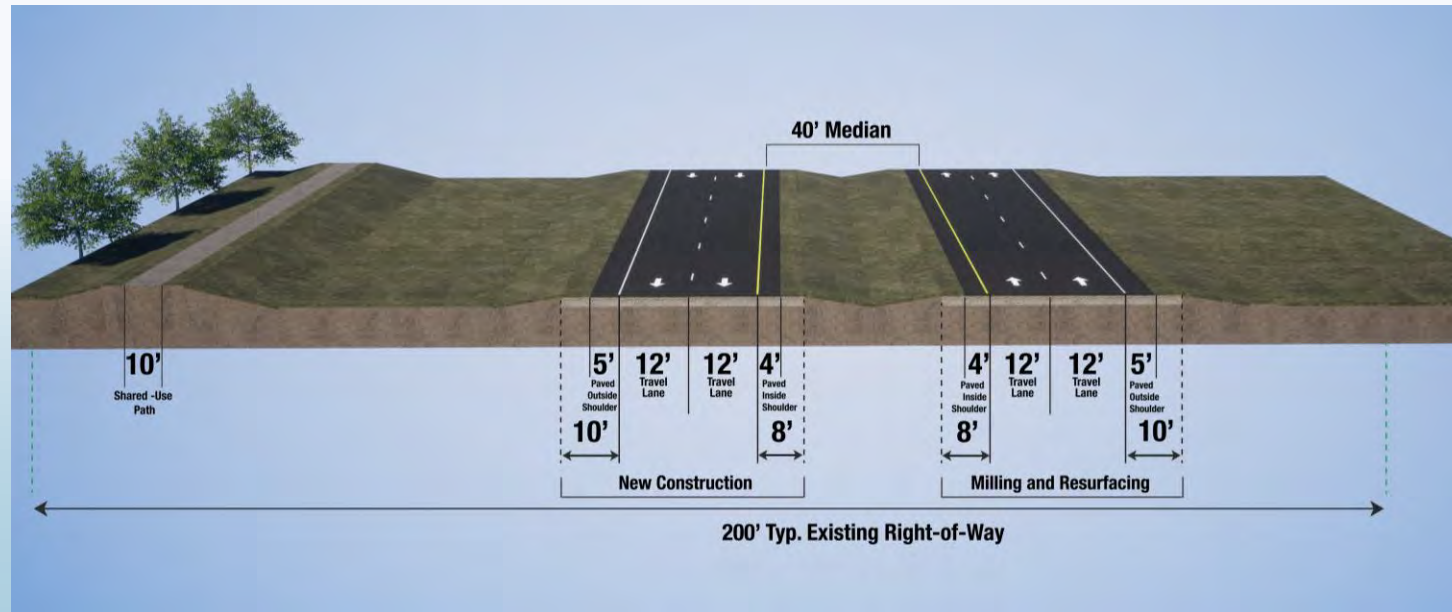 40’ Median
10’
Shared -Use
Path
5’
Paved
Outside
Shoulder
10’
12’
Travel
Lane
12’
Travel
Lane
4’
Paved
Inside
Shoulder
8’
4’
Paved
Inside
Shoulder
8’
12’
Travel
Lane
12’
Travel
Lane
5’
Paved
Outside
Shoulder
10’
New Construction
Milling and Resurfacing
200’ Typ. Existing Right-of-Way